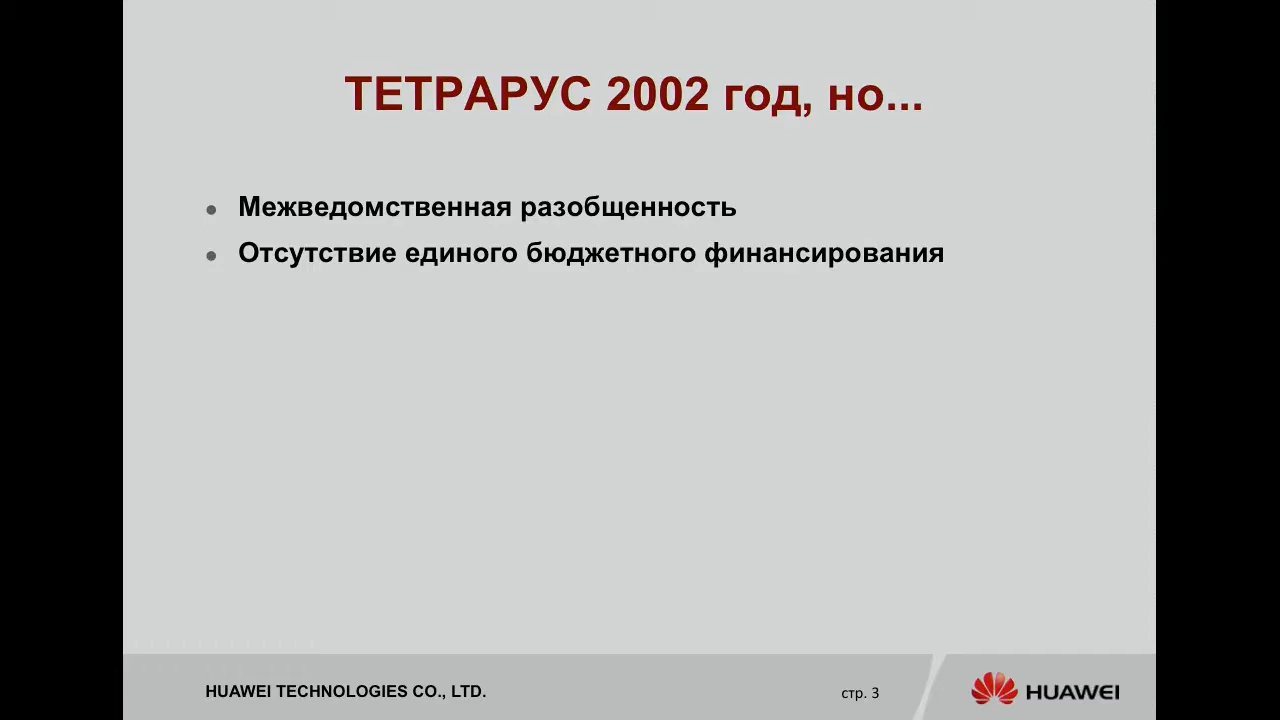 ТЕТРАРУС 2002 год, но...
● Межведомственная разобщенность
● Отсутствие единого бюджетного финансирования
HUAWEI TECHNOLOGIES CO., LTD.
стр. 3
HUAWEI